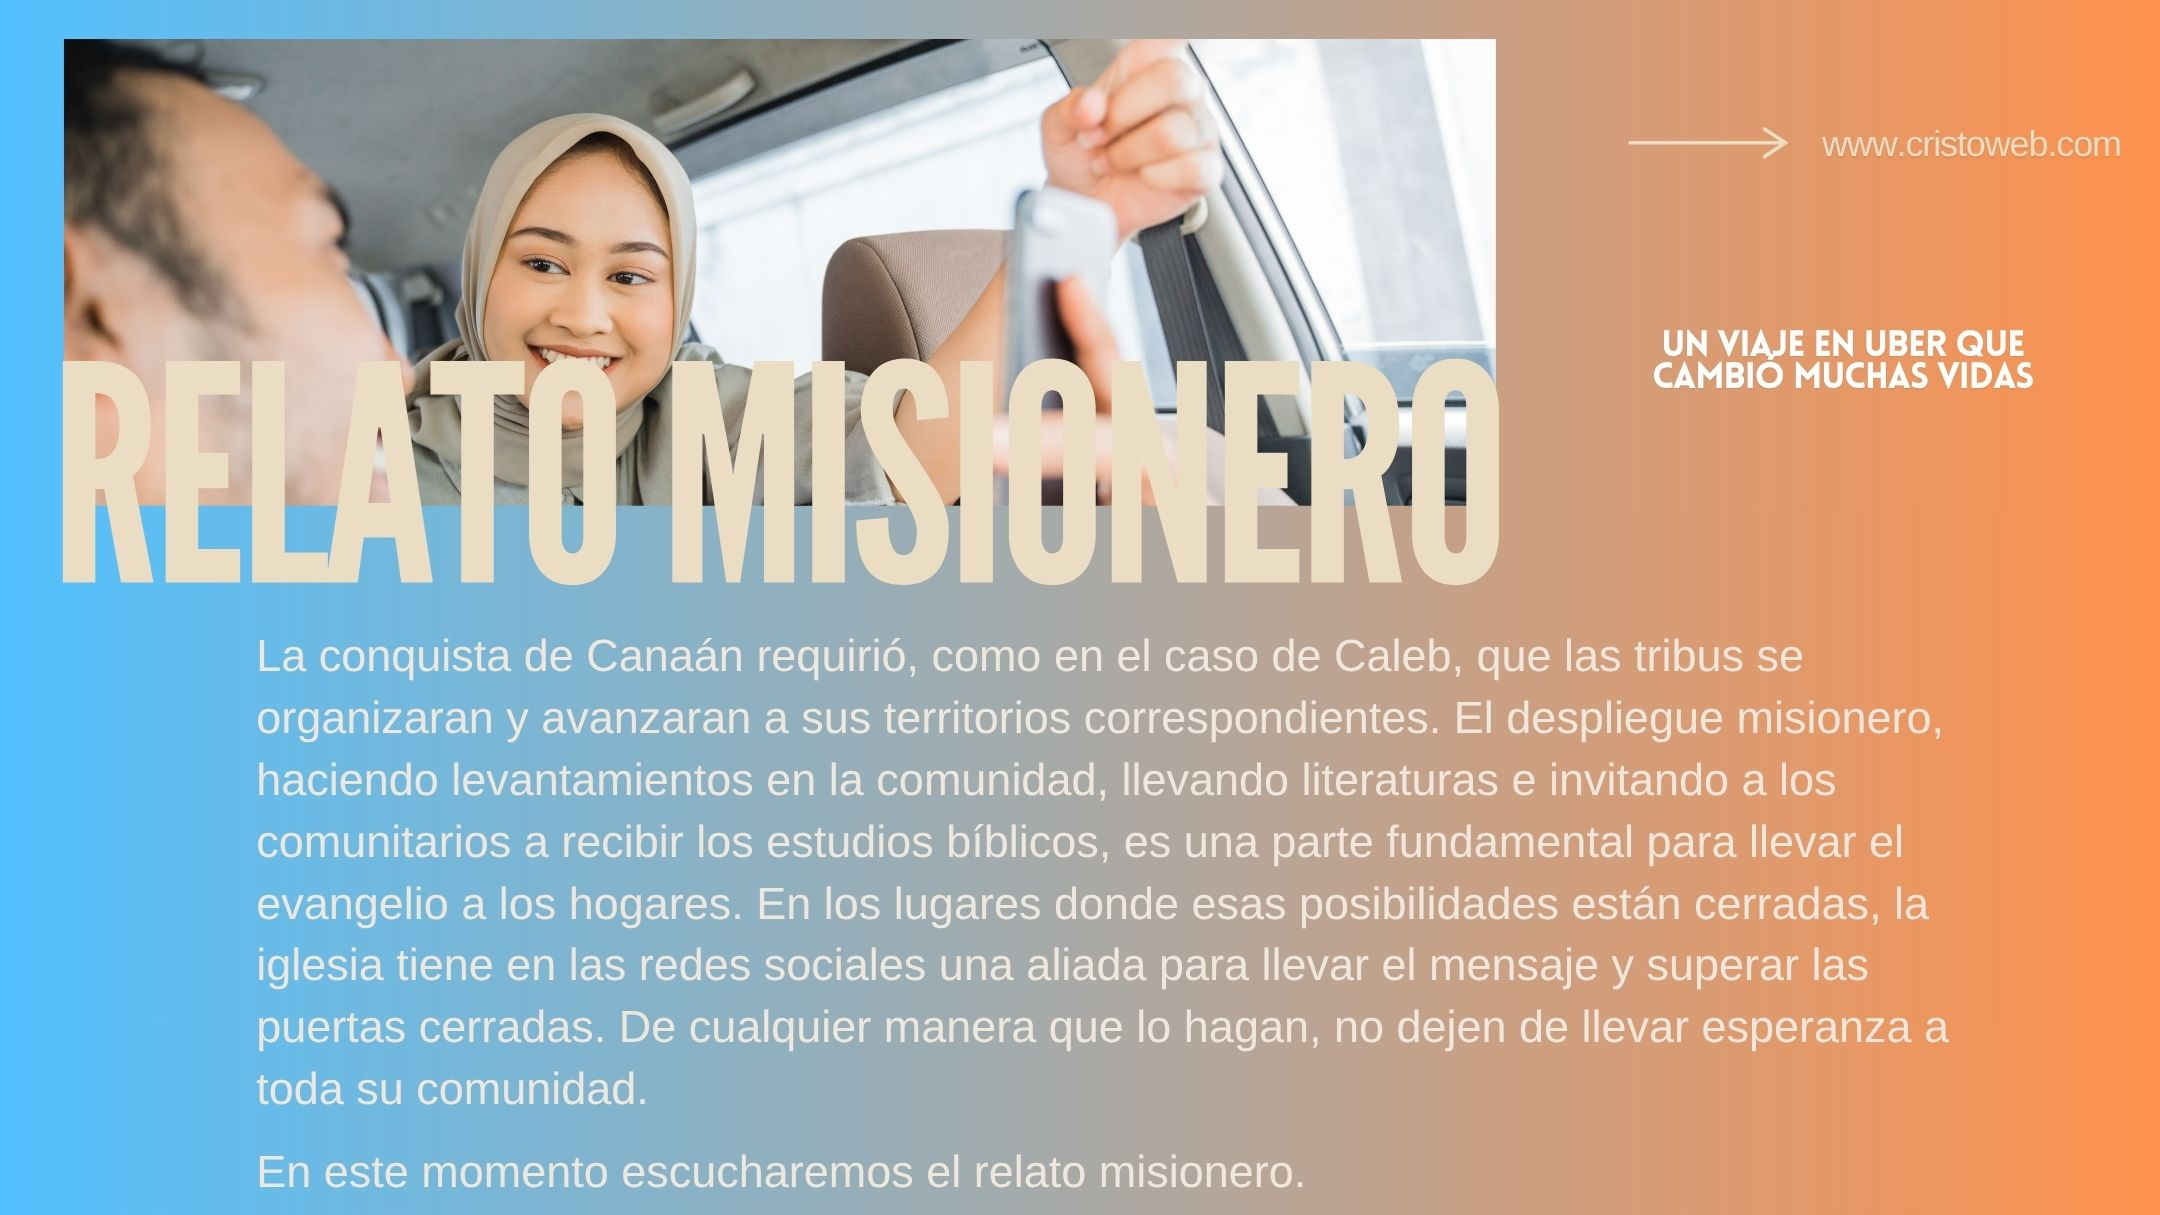 www.cristoweb.com
UN VIAJE EN UBER QUE
CAMBIÓ MUCHAS VIDAS
RELATO MISIONERO
La conquista de Canaán requirió, como en el caso de Caleb, que las tribus se
organizaran y avanzaran a sus territorios correspondientes. El despliegue misionero,
haciendo levantamientos en la comunidad, llevando literaturas e invitando a los
comunitarios a recibir los estudios bíblicos, es una parte fundamental para llevar el
evangelio a los hogares. En los lugares donde esas posibilidades están cerradas, la
iglesia tiene en las redes sociales una aliada para llevar el mensaje y superar las
puertas cerradas. De cualquier manera que lo hagan, no dejen de llevar esperanza a
toda su comunidad.
En este momento escucharemos el relato misionero.